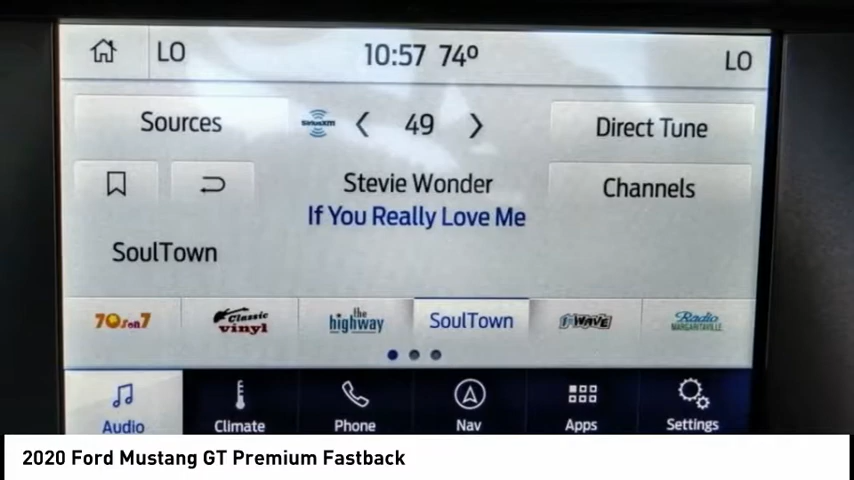 LO 10:57 74º LO
Sources SiriusXM 49 Direct Tune
Stevie Wonder Channels
If You Really Love Me
SoulTown
70s on 7 Classic vinyl the highway SoulTown 1st WAVE Radio MARGARITAVILLE
Audio Climate Phone Nav Apps Settings
2020 Ford Mustang GT Premium Fastback